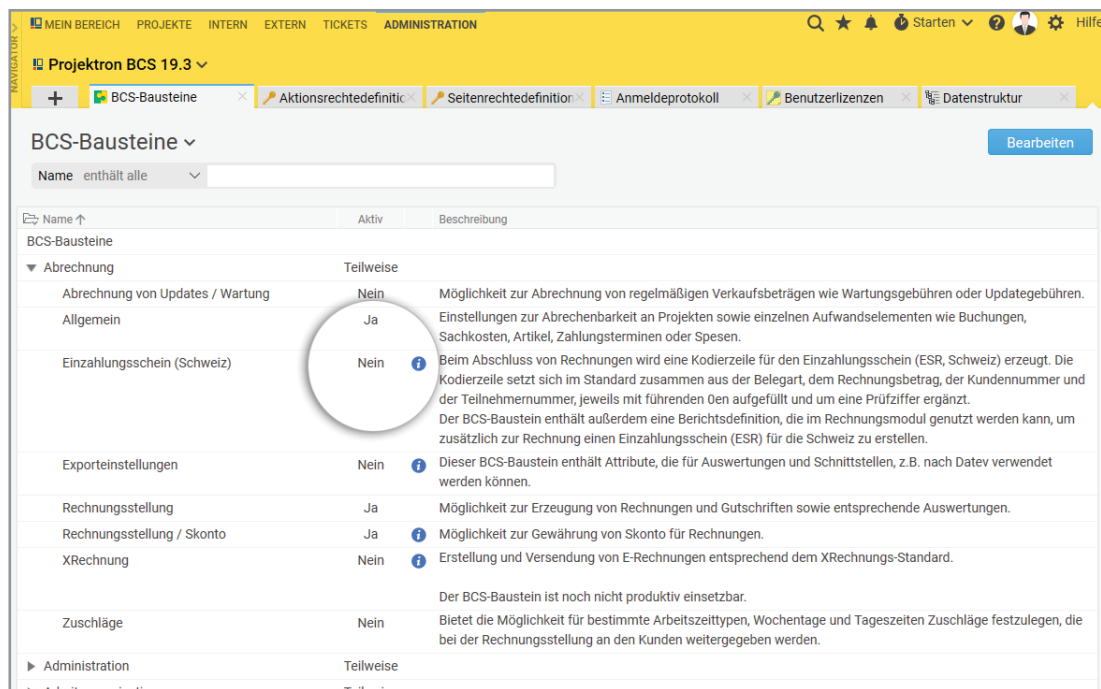 NAVIGATOR >
MEIN BEREICH PROJEKTE INTERN EXTERN TICKETS ADMINISTRATION Starten Hilfe
Projektron BCS 19.3
+ BCS-Bausteine Aktionsrechtedefinitic Seitenrechtedefinition Anmeldeprotokoll Benutzerlizenzen Datenstruktur
BCS-Bausteine Bearbeiten
Name enthält alle
Name Aktiv Beschreibung
BCS-Bausteine
Abrechnung Teilweise
Abrechnung von Updates / Wartung Nein Möglichkeit zur Abrechnung von regelmäßigen Verkaufsbeträgen wie Wartungsgebühren oder Updategebühren.
Allgemein Ja Einstellungen zur Abrechenbarkeit an Projekten sowie einzelnen Aufwandselementen wie Buchungen,
Sachkosten, Artikel, Zahlungsterminen oder Spesen.
Einzahlungsschein (Schweiz) Nein Beim Abschluss von Rechnungen wird eine Kodierzeile für den Einzahlungsschein (ESR, Schweiz) erzeugt. Die
Kodierzeile setzt sich im Standard zusammen aus der Belegart, dem Rechnungsbetrag, der Kundennummer und
der Teilnehmernummer, jeweils mit führenden 0en aufgefüllt und um eine Prüfziffer ergänzt.
Der BCS-Baustein enthält außerdem eine Berichtsdefinition, die im Rechnungsmodul genutzt werden kann, um
zusätzlich zur Rechnung einen Einzahlungsschein (ESR) für die Schweiz zu erstellen.
Exporteinstellungen Nein Dieser BCS-Baustein enthält Attribute, die für Auswertungen und Schnittstellen, z.B. nach Datev verwendet
werden können.
Rechnungsstellung Ja Möglichkeit zur Erzeugung von Rechnungen und Gutschriften sowie entsprechende Auswertungen.
Rechnungsstellung / Skonto Ja Möglichkeit zur Gewährung von Skonto für Rechnungen.
XRechnung Nein Erstellung und Versendung von E-Rechnungen entsprechend dem XRechnungs-Standard.
Der BCS-Baustein ist noch nicht produktiv einsetzbar.
Zuschläge Nein Bietet die Möglichkeit für bestimmte Arbeitszeittypen, Wochentage und Tageszeiten Zuschläge festzulegen, die
bei der Rechnungsstellung an den Kunden weitergegeben werden.
Administration Teilweise